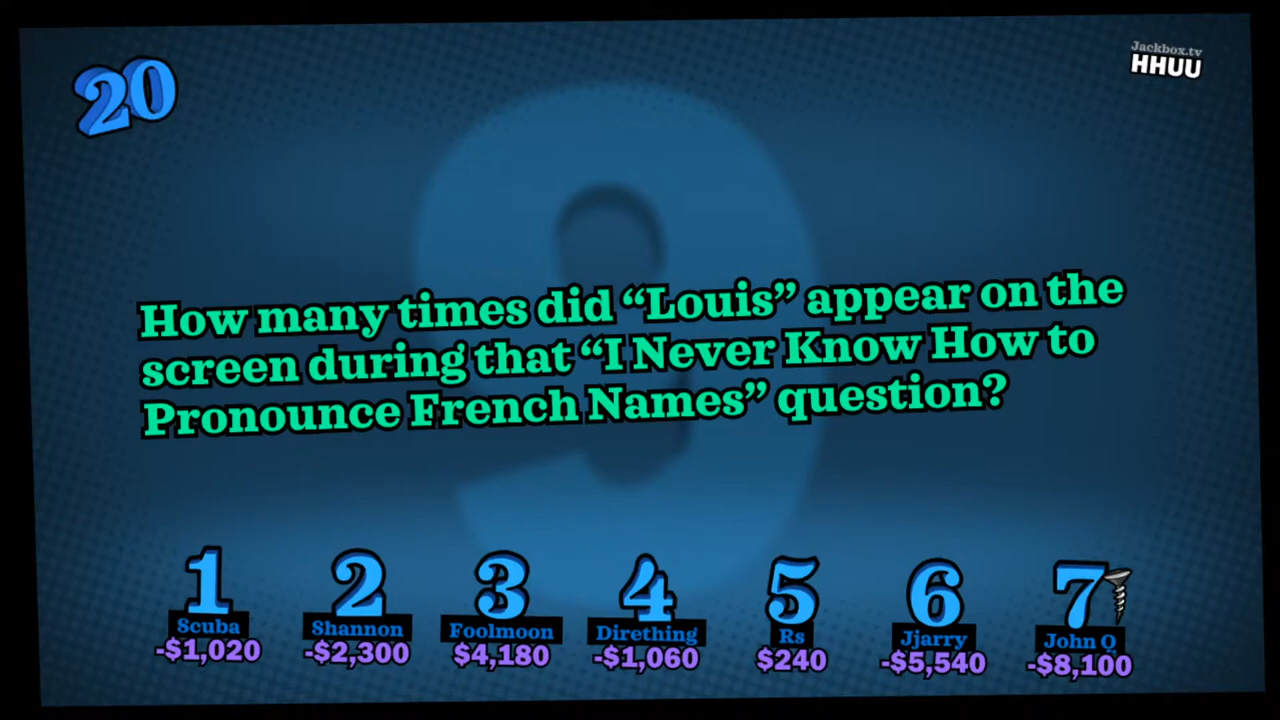 20
Jackbox.tv
HHUU
9
How many times did “Louis” appear on the
screen during that “I Never Know How to
Pronounce French Names” question?
1 2 3 4 5 6 7
Scuba Shannon Foolmoon Dirething Rs Jjarry John Q
-$1,020 -$2,300 $4,180 -$1,060 $240 -$5,540 -$8,100